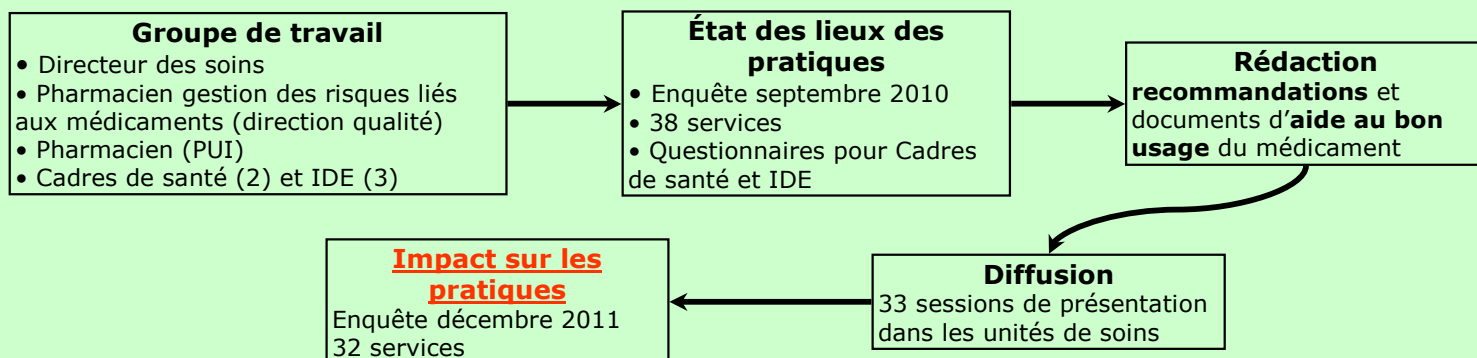 Groupe de travail
• Directeur des soins
• Pharmacien gestion des risques liés
aux médicaments (direction qualité)
• Pharmacien (PUI)
• Cadres de santé (2) et IDE (3)
État des lieux des
pratiques
• Enquête septembre 2010
• 38 services
• Questionnaires pour Cadres
de santé et IDE
Rédaction
recommandations et
documents d'aide au bon
usage du médicament
Diffusion
33 sessions de présentation
dans les unités de soins
Impact sur les
pratiques
Enquête décembre 2011
32 services